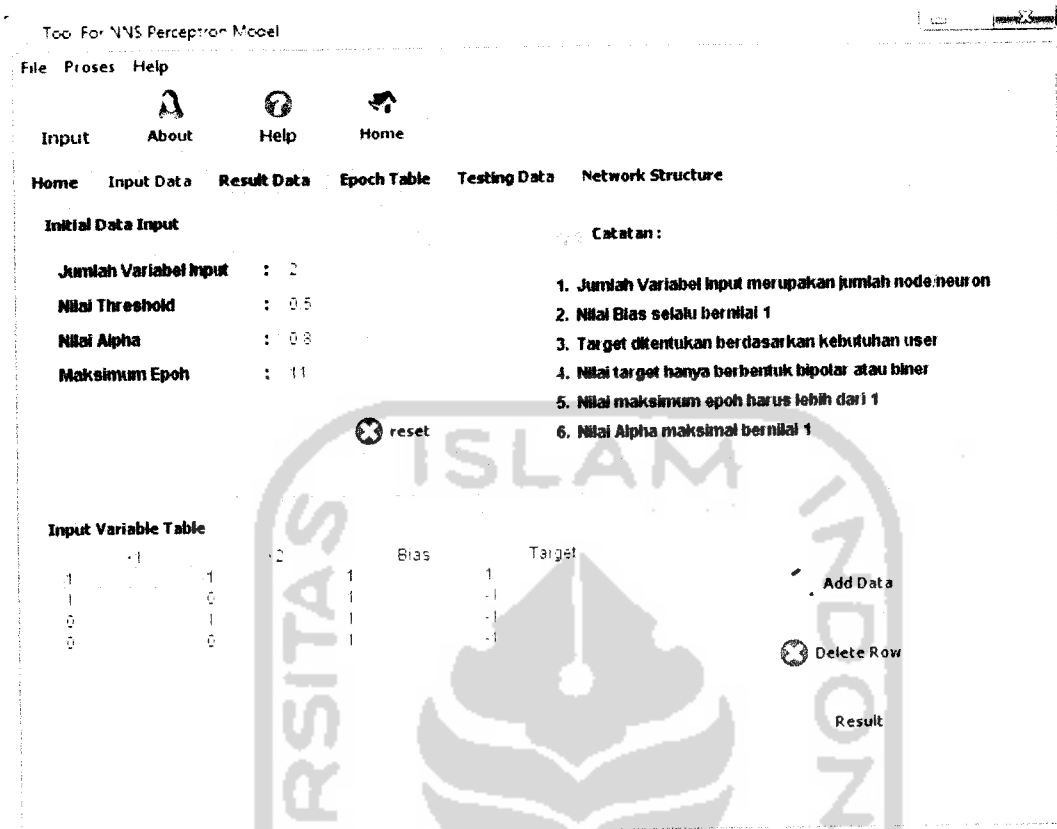 Too For NNS Perceptron Model
File Proses Help
Input About Help Home
Home Input Data Result Data Epoch Table Testing Data Network Structure
Initial Data Input
Catatan :
Jumlah Variabel Input : 2
Nilai Threshold : 0.5
Nilai Alpha : 0.8
Maksimum Epoh : 11
1. Jumlah Variabel Input merupakan jumlah node/neuron
2. Nilai Bias selalu bernilai 1
3. Target ditentukan berdasarkan kebutuhan user
4. Nilai target hanya berbentuk bipolar atau biner
5. Nilai maksimum epoh harus lebih dari 1
6. Nilai Alpha maksimal bernilai 1
reset
ISLAM
INDON
RSITAS
Input Variable Table
Bias Target
1 1 1 1
1 0 1 -1
0 1 1 -1
0 0 1 -1
Add Data
Delete Row
Result